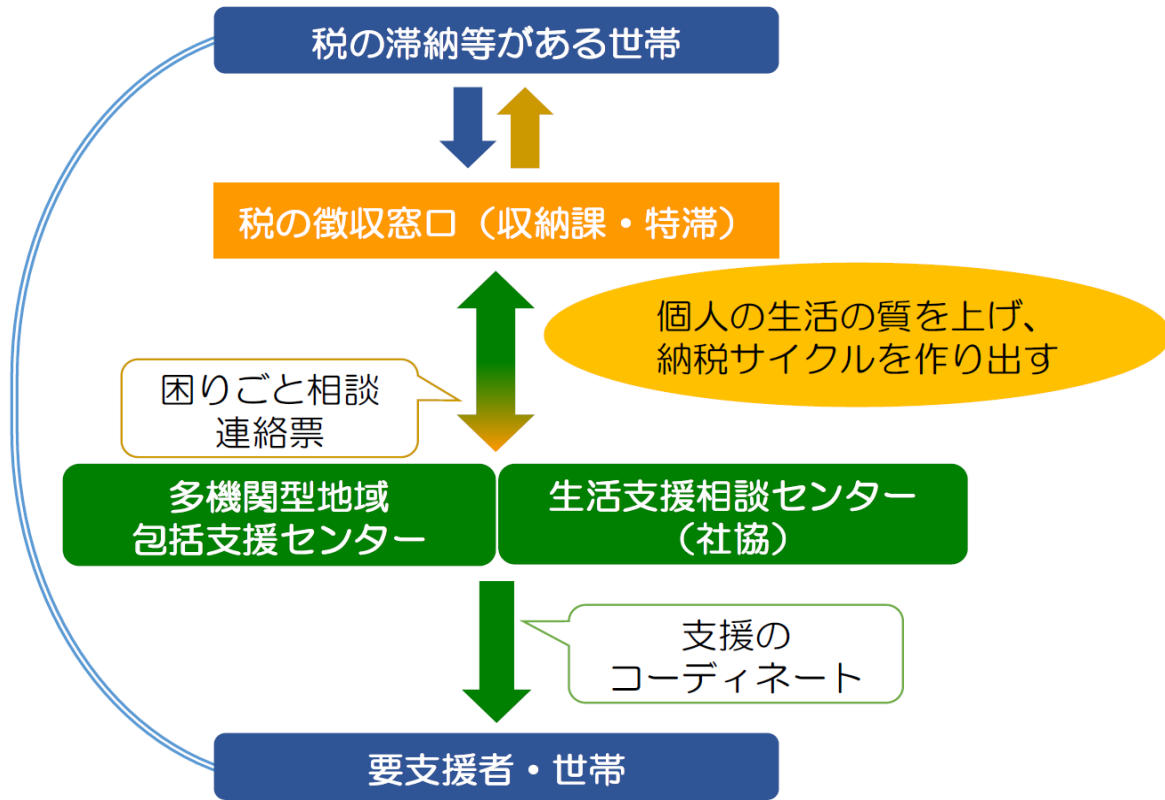 税の滞納等がある世帯
税の徴収窓口（収納課・特滞）
個人の生活の質を上げ、
納税サイクルを作り出す
困りごと相談
連絡票
多機関型地域
包括支援センター
生活支援相談センター
（社協）
支援の
コーディネート
要支援者・世帯